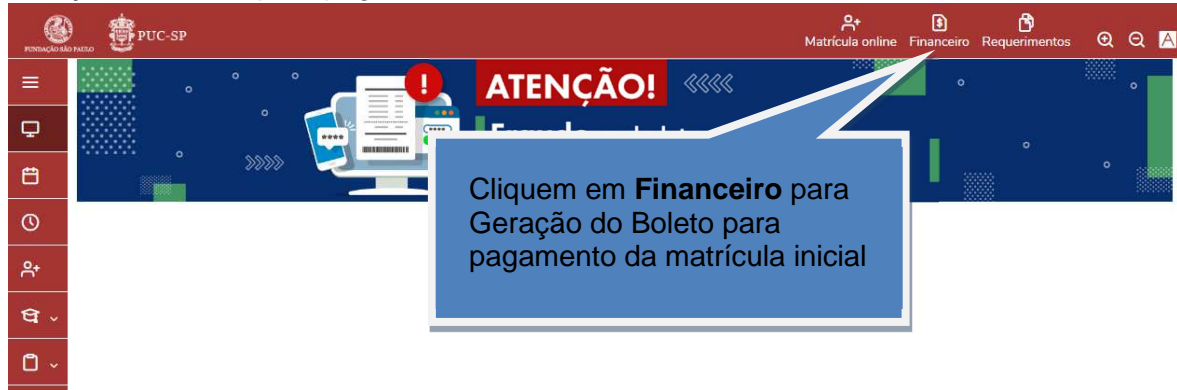 FUNDAÇÃO SÃO PAULO
PUC-SP
Matrícula online
Financeiro
Requerimentos
A
!
ATENÇÃO!
****
Cliquem em Financeiro para
Geração do Boleto para
pagamento da matrícula inicial